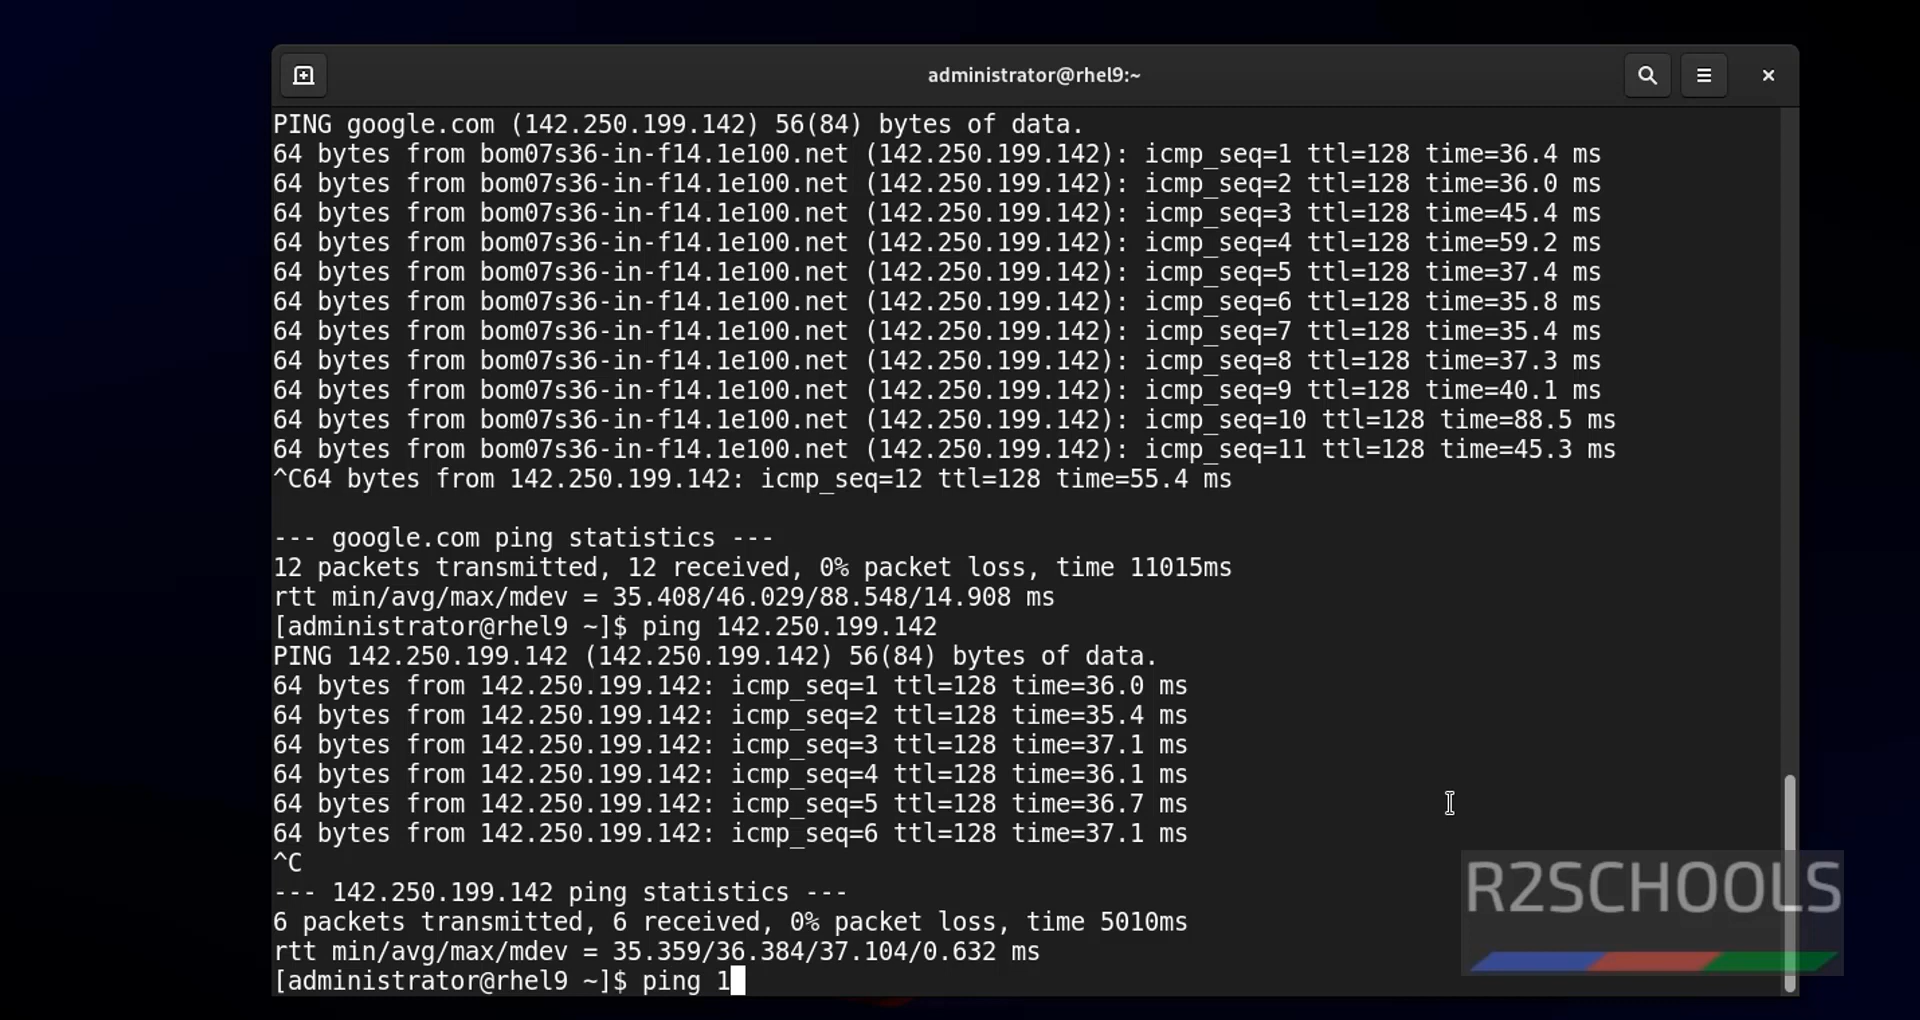 administrator@rhel9:~
PING google.com (142.250.199.142) 56(84) bytes of data.
64 bytes from bom07s36-in-f14.1e100.net (142.250.199.142): icmp_seq=1 ttl=128 time=36.4 ms
64 bytes from bom07s36-in-f14.1e100.net (142.250.199.142): icmp_seq=2 ttl=128 time=36.0 ms
64 bytes from bom07s36-in-f14.1e100.net (142.250.199.142): icmp_seq=3 ttl=128 time=45.4 ms
64 bytes from bom07s36-in-f14.1e100.net (142.250.199.142): icmp_seq=4 ttl=128 time=59.2 ms
64 bytes from bom07s36-in-f14.1e100.net (142.250.199.142): icmp_seq=5 ttl=128 time=37.4 ms
64 bytes from bom07s36-in-f14.1e100.net (142.250.199.142): icmp_seq=6 ttl=128 time=35.8 ms
64 bytes from bom07s36-in-f14.1e100.net (142.250.199.142): icmp_seq=7 ttl=128 time=35.4 ms
64 bytes from bom07s36-in-f14.1e100.net (142.250.199.142): icmp_seq=8 ttl=128 time=37.3 ms
64 bytes from bom07s36-in-f14.1e100.net (142.250.199.142): icmp_seq=9 ttl=128 time=40.1 ms
64 bytes from bom07s36-in-f14.1e100.net (142.250.199.142): icmp_seq=10 ttl=128 time=88.5 ms
64 bytes from bom07s36-in-f14.1e100.net (142.250.199.142): icmp_seq=11 ttl=128 time=45.3 ms
^C64 bytes from 142.250.199.142: icmp_seq=12 ttl=128 time=55.4 ms
--- google.com ping statistics ---
12 packets transmitted, 12 received, 0% packet loss, time 11015ms
rtt min/avg/max/mdev = 35.408/46.029/88.548/14.908 ms
[administrator@rhel9 ~]$ ping 142.250.199.142
PING 142.250.199.142 (142.250.199.142) 56(84) bytes of data.
64 bytes from 142.250.199.142: icmp_seq=1 ttl=128 time=36.0 ms
64 bytes from 142.250.199.142: icmp_seq=2 ttl=128 time=35.4 ms
64 bytes from 142.250.199.142: icmp_seq=3 ttl=128 time=37.1 ms
64 bytes from 142.250.199.142: icmp_seq=4 ttl=128 time=36.1 ms
64 bytes from 142.250.199.142: icmp_seq=5 ttl=128 time=36.7 ms
64 bytes from 142.250.199.142: icmp_seq=6 ttl=128 time=37.1 ms
^C
--- 142.250.199.142 ping statistics ---
6 packets transmitted, 6 received, 0% packet loss, time 5010ms
rtt min/avg/max/mdev = 35.359/36.384/37.104/0.632 ms
[administrator@rhel9 ~]$ ping 1
R2SCHOOLS